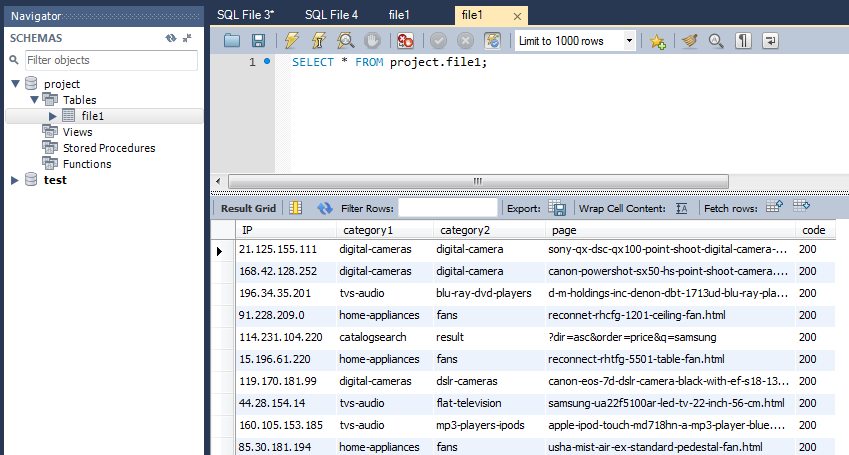 Navigator
SCHEMAS
Filter objects
project
Tables
file1
Views
Stored Procedures
Functions
test
SQL File 3* SQL File 4 file1 file1
Limit to 1000 rows
1 SELECT * FROM project.file1;
Result Grid Filter Rows: Export: Wrap Cell Content: Fetch rows:
IP category1 category2 page code
21.125.155.111 digital-cameras digital-camera sony-qx-dsc-qx100-point-shoot-digital-camera-... 200
168.42.128.252 digital-cameras digital-camera canon-powershot-sx50-hs-point-shoot-camera.... 200
196.34.35.201 tvs-audio blu-ray-dvd-players d-m-holdings-inc-denon-dbt-1713ud-blu-ray-pla... 200
91.228.209.0 home-appliances fans reconnet-rhcfg-1201-ceiling-fan.html 200
114.231.104.220 catalogsearch result ?dir=asc&order=price&q=samsung 200
15.196.61.220 home-appliances fans reconnect-rhtfg-5501-table-fan.html 200
119.170.181.99 digital-cameras dslr-cameras canon-eos-7d-dslr-camera-black-with-ef-s18-13... 200
44.28.154.14 tvs-audio flat-television samsung-ua22f5100ar-led-tv-22-inch-56-cm.html 200
160.105.153.185 tvs-audio mp3-players-ipods apple-ipod-touch-md718hn-a-mp3-player-blue.... 200
85.30.181.194 home-appliances fans usha-mist-air-ex-standard-pedestal-fan.html 200